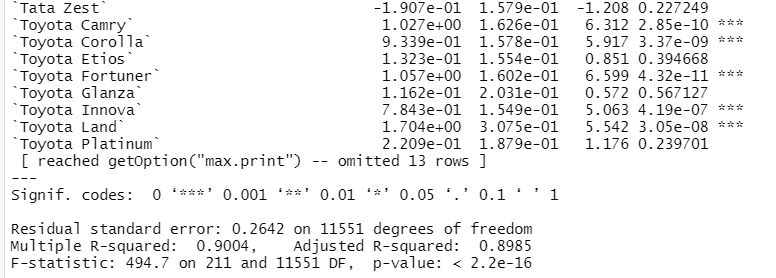 `Tata Zest` -1.907e-01 1.579e-01 -1.208 0.227249
`Toyota Camry` 1.027e+00 1.626e-01 6.312 2.85e-10 ***
`Toyota Corolla` 9.339e-01 1.578e-01 5.917 3.37e-09 ***
`Toyota Etios` 1.323e-01 1.554e-01 0.851 0.394668
`Toyota Fortuner` 1.057e+00 1.602e-01 6.599 4.32e-11 ***
`Toyota Glanza` 1.162e-01 2.031e-01 0.572 0.567127
`Toyota Innova` 7.843e-01 1.549e-01 5.063 4.19e-07 ***
`Toyota Land` 1.704e+00 3.075e-01 5.542 3.05e-08 ***
`Toyota Platinum` 2.209e-01 1.879e-01 1.176 0.239701
[ reached getOption("max.print") -- omitted 13 rows ]
---
Signif. codes: 0 ‘***’ 0.001 ‘**’ 0.01 ‘*’ 0.05 ‘.’ 0.1 ‘ ’ 1
Residual standard error: 0.2642 on 11551 degrees of freedom
Multiple R-squared: 0.9004, Adjusted R-squared: 0.8985
F-statistic: 494.7 on 211 and 11551 DF, p-value: < 2.2e-16